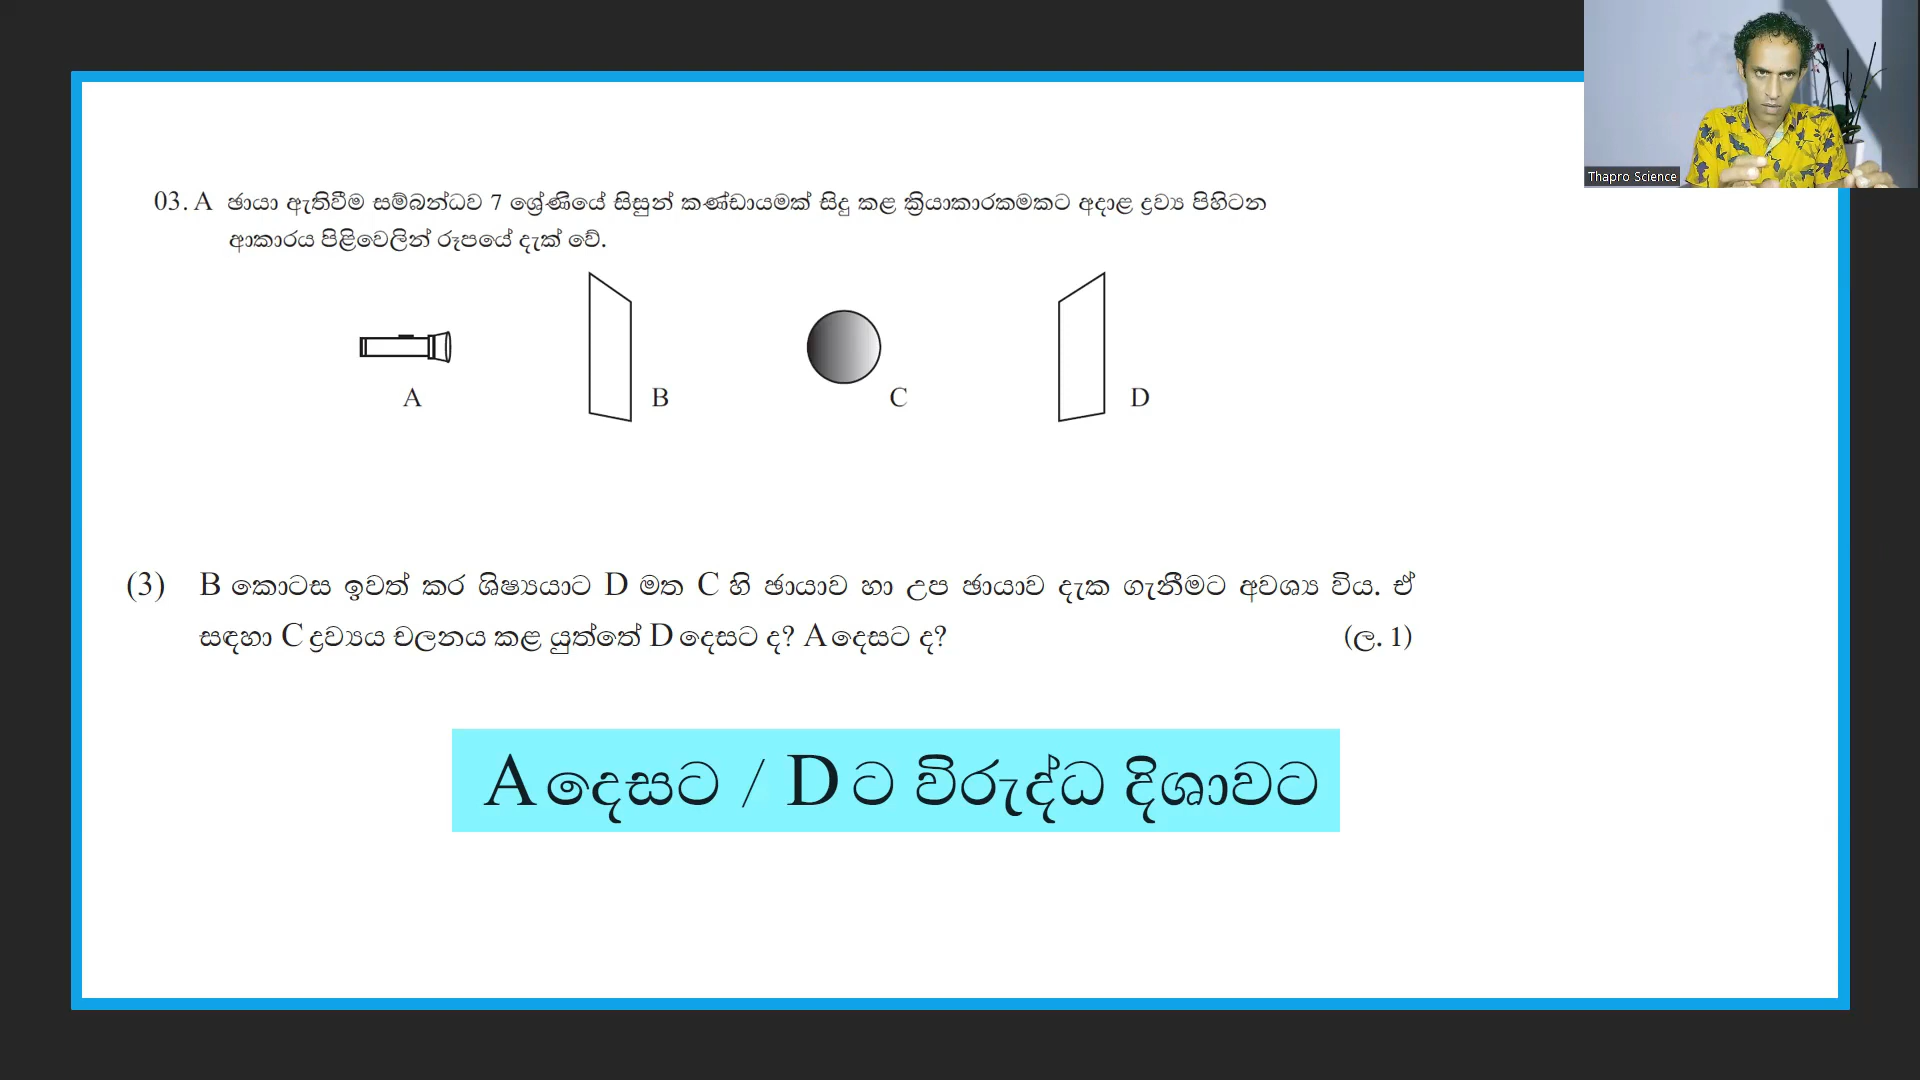 Thapro Science
03. A ඡායා ඇතිවීම සම්බන්ධව 7 ශ්‍රේණියේ සිසුන් කණ්ඩායමක් සිදු කළ ක්‍රියාකාරකමකට අදාළ ද්‍රව්‍ය පිහිටන
ආකාරය පිළිවෙලින් රූපයේ දැක් වේ.
A
B
C
D
(3) B කොටස ඉවත් කර ශිෂ්‍යයාට D මත C හි ඡායාව හා උප ඡායාව දැක ගැනීමට අවශ්‍ය විය. ඒ
සඳහා C ද්‍රව්‍යය චලනය කළ යුත්තේ D දෙසට ද? A දෙසට ද? (ල. 1)
A දෙසට / D ට විරුද්ධ දිශාවට